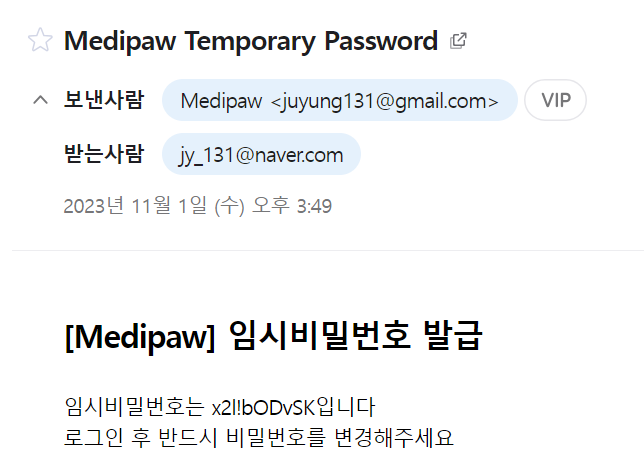 Medipaw Temporary Password
보낸사람 Medipaw <juyung131@gmail.com> VIP
받는사람 jy_131@naver.com
2023년 11월 1일 (수) 오후 3:49
[Medipaw] 임시비밀번호 발급
임시비밀번호는 x2I!bODvSK입니다
로그인 후 반드시 비밀번호를 변경해주세요